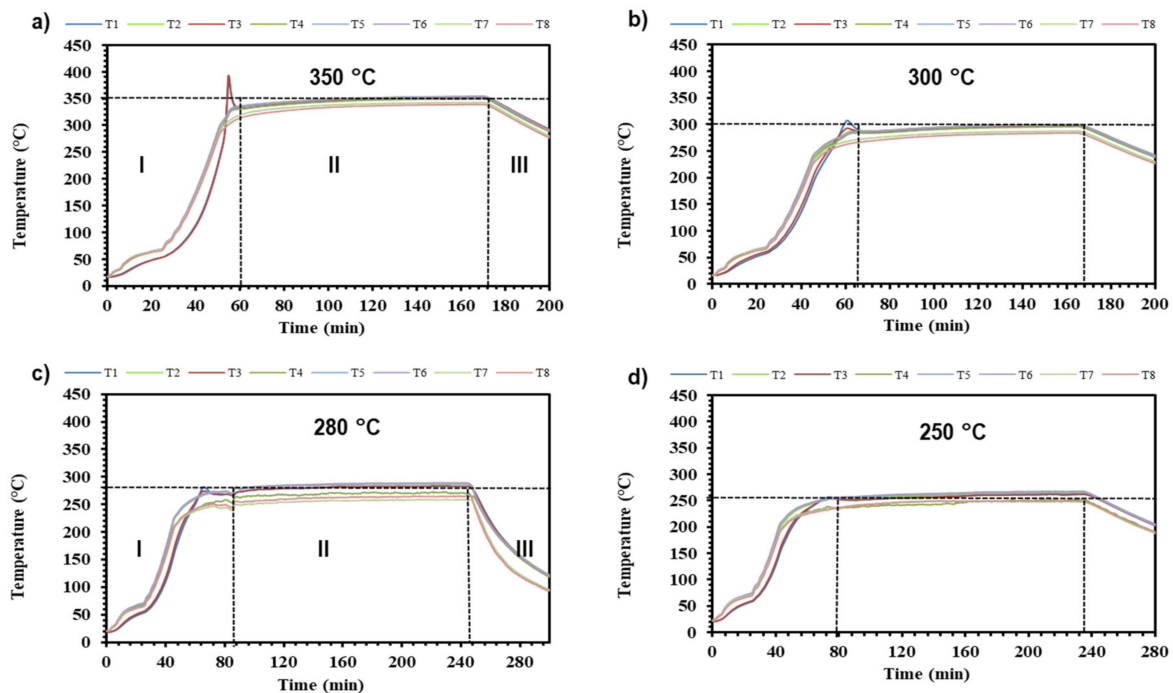 a)
T1 T2 T3 T4 T5 T6 T7 T8
350 °C
Temperature (°C)
450
400
350
300
250
200
150
100
50
0
I
II
III
0 20 40 60 80 100 120 140 160 180 200
Time (min)
b)
T1 T2 T3 T4 T5 T6 T7 T8
300 °C
Temperature (°C)
450
400
350
300
250
200
150
100
50
0
0 20 40 60 80 100 120 140 160 180 200
Time (min)
c)
T1 T2 T3 T4 T5 T6 T7 T8
280 °C
Temperature (°C)
450
400
350
300
250
200
150
100
50
0
I
II
III
0 40 80 120 160 200 240 280
Time (min)
d)
T1 T2 T3 T4 T5 T6 T7 T8
250 °C
Temperature (°C)
450
400
350
300
250
200
150
100
50
0
0 40 80 120 160 200 240 280
Time (min)